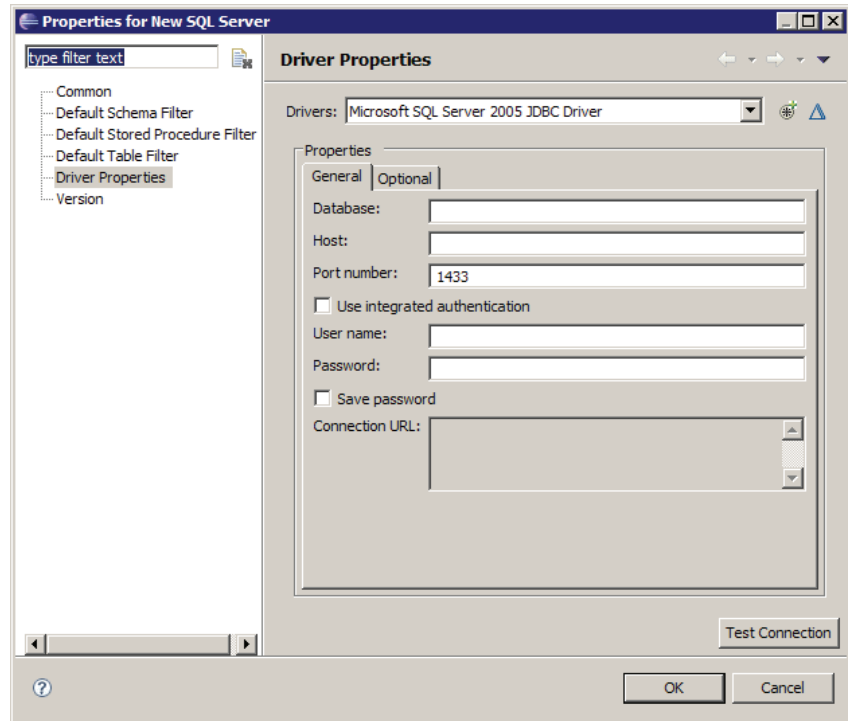 Properties for New SQL Server
type filter text
Common
Default Schema Filter
Default Stored Procedure Filter
Default Table Filter
Driver Properties
Version
Driver Properties
Drivers: Microsoft SQL Server 2005 JDBC Driver
Properties
General Optional
Database:
Host:
Port number: 1433
Use integrated authentication
User name:
Password:
Save password
Connection URL:
Test Connection
? OK Cancel